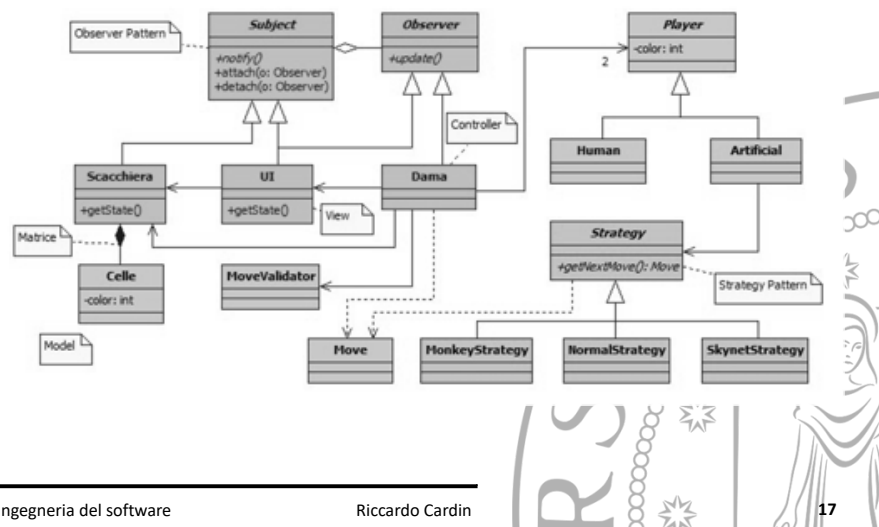 Observer Pattern
Subject
+notify()
+attach(o: Observer)
+detach(o: Observer)
Observer
+update()
Player
-color: int
2
Controller
Human
Artificial
Scacchiera
+getState()
UI
+getState()
View
Dama
Matrice
Celle
-color: int
MoveValidator
Strategy
+getNextMove(): Move
Strategy Pattern
Model
Move
MonkeyStrategy
NormalStrategy
SkynetStrategy
ngegneria del software
Riccardo Cardin
17